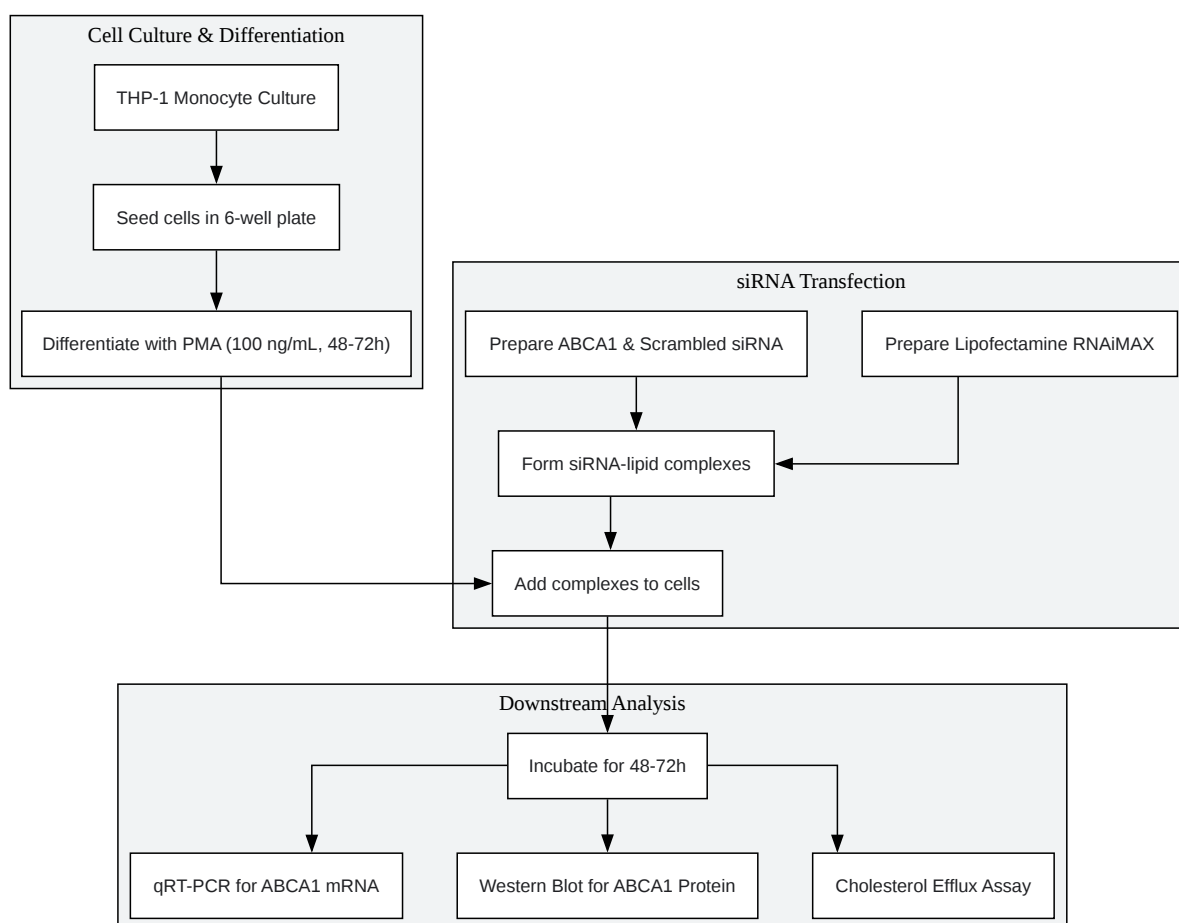 Cell Culture & Differentiation
THP-1 Monocyte Culture
Seed cells in 6-well plate
Differentiate with PMA (100 ng/mL, 48-72h)
siRNA Transfection
Prepare ABCA1 & Scrambled siRNA
Prepare Lipofectamine RNAiMAX
Form siRNA-lipid complexes
Add complexes to cells
Downstream Analysis
Incubate for 48-72h
qRT-PCR for ABCA1 mRNA
Western Blot for ABCA1 Protein
Cholesterol Efflux Assay